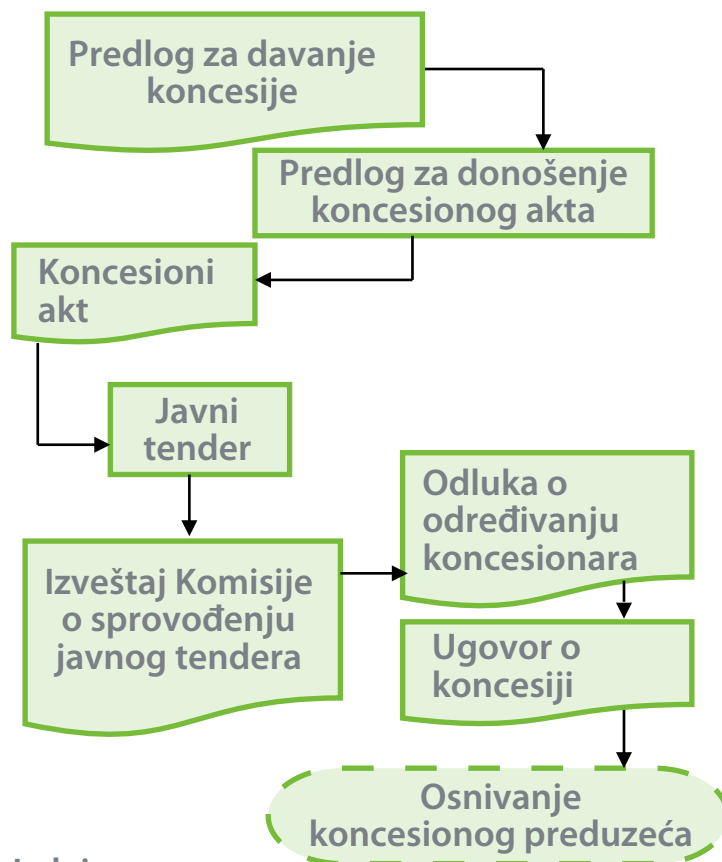 Predlog za davanje
koncesije
Predlog za donošenje
koncesionog akta
Koncesioni
akt
Javni
tender
Odluka o
određivanju
koncesionara
Izveštaj Komisije
o sprovođenju
javnog tendera
Ugovor o
koncesiji
Osnivanje
koncesionog preduzeća